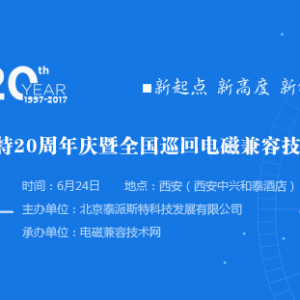 20th
YEAR
1997-2017
■新起点 新高度 新
特20周年庆暨全国巡回电磁兼容技
时间：6月24日 地点：西安（西安中兴和泰酒店）
主办单位：北京泰派斯特科技发展有限公司
承办单位：电磁兼容技术网